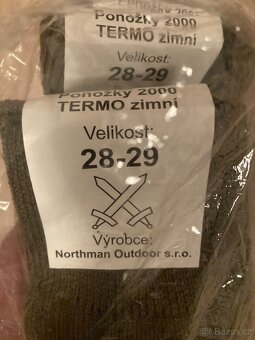 Ponožky 2000
TERMO zimní
Velikost:
28-29
Ponožky 2000
TERMO zimní
Velikost:
28-29
Výrobce:
Northman Outdoor s.r.o.